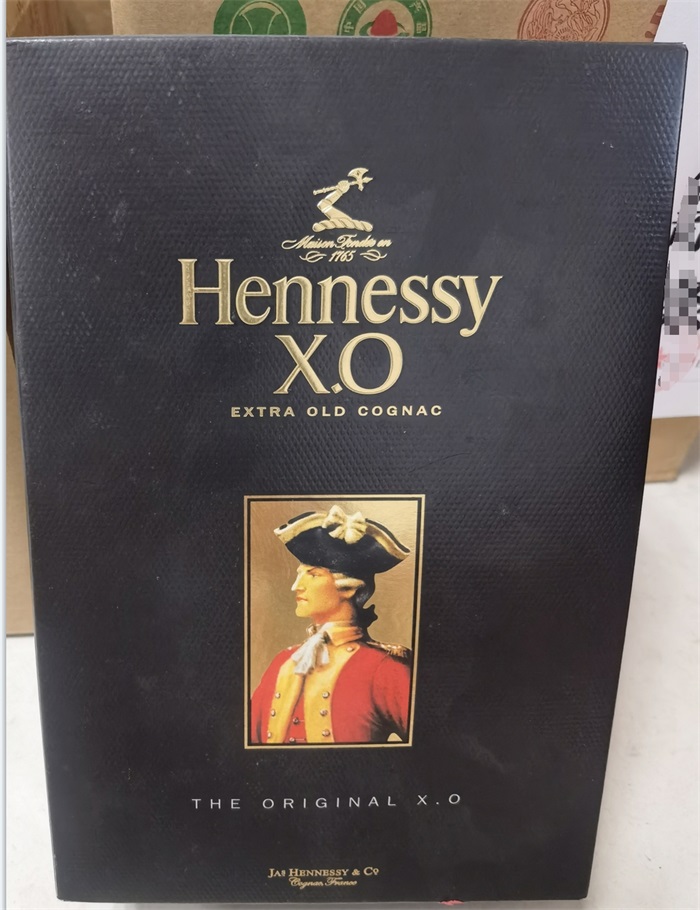 Maison Fondée en
1765
Hennessy
X.O
EXTRA OLD COGNAC
THE ORIGINAL X.O
JAs HENNESSY & Co
Cognac, France